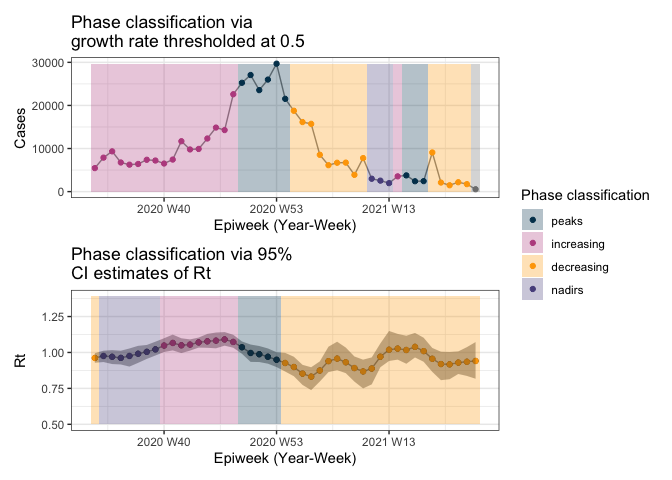 Phase classification via
growth rate thresholded at 0.5
30000
20000
10000
0
Cases
2020 W40
2020 W53
2021 W13
Epiweek (Year-Week)
Phase classification
peaks
increasing
decreasing
nadirs
Phase classification via 95%
CI estimates of Rt
1.25
1.00
0.75
0.50
Rt
2020 W40
2020 W53
2021 W13
Epiweek (Year-Week)